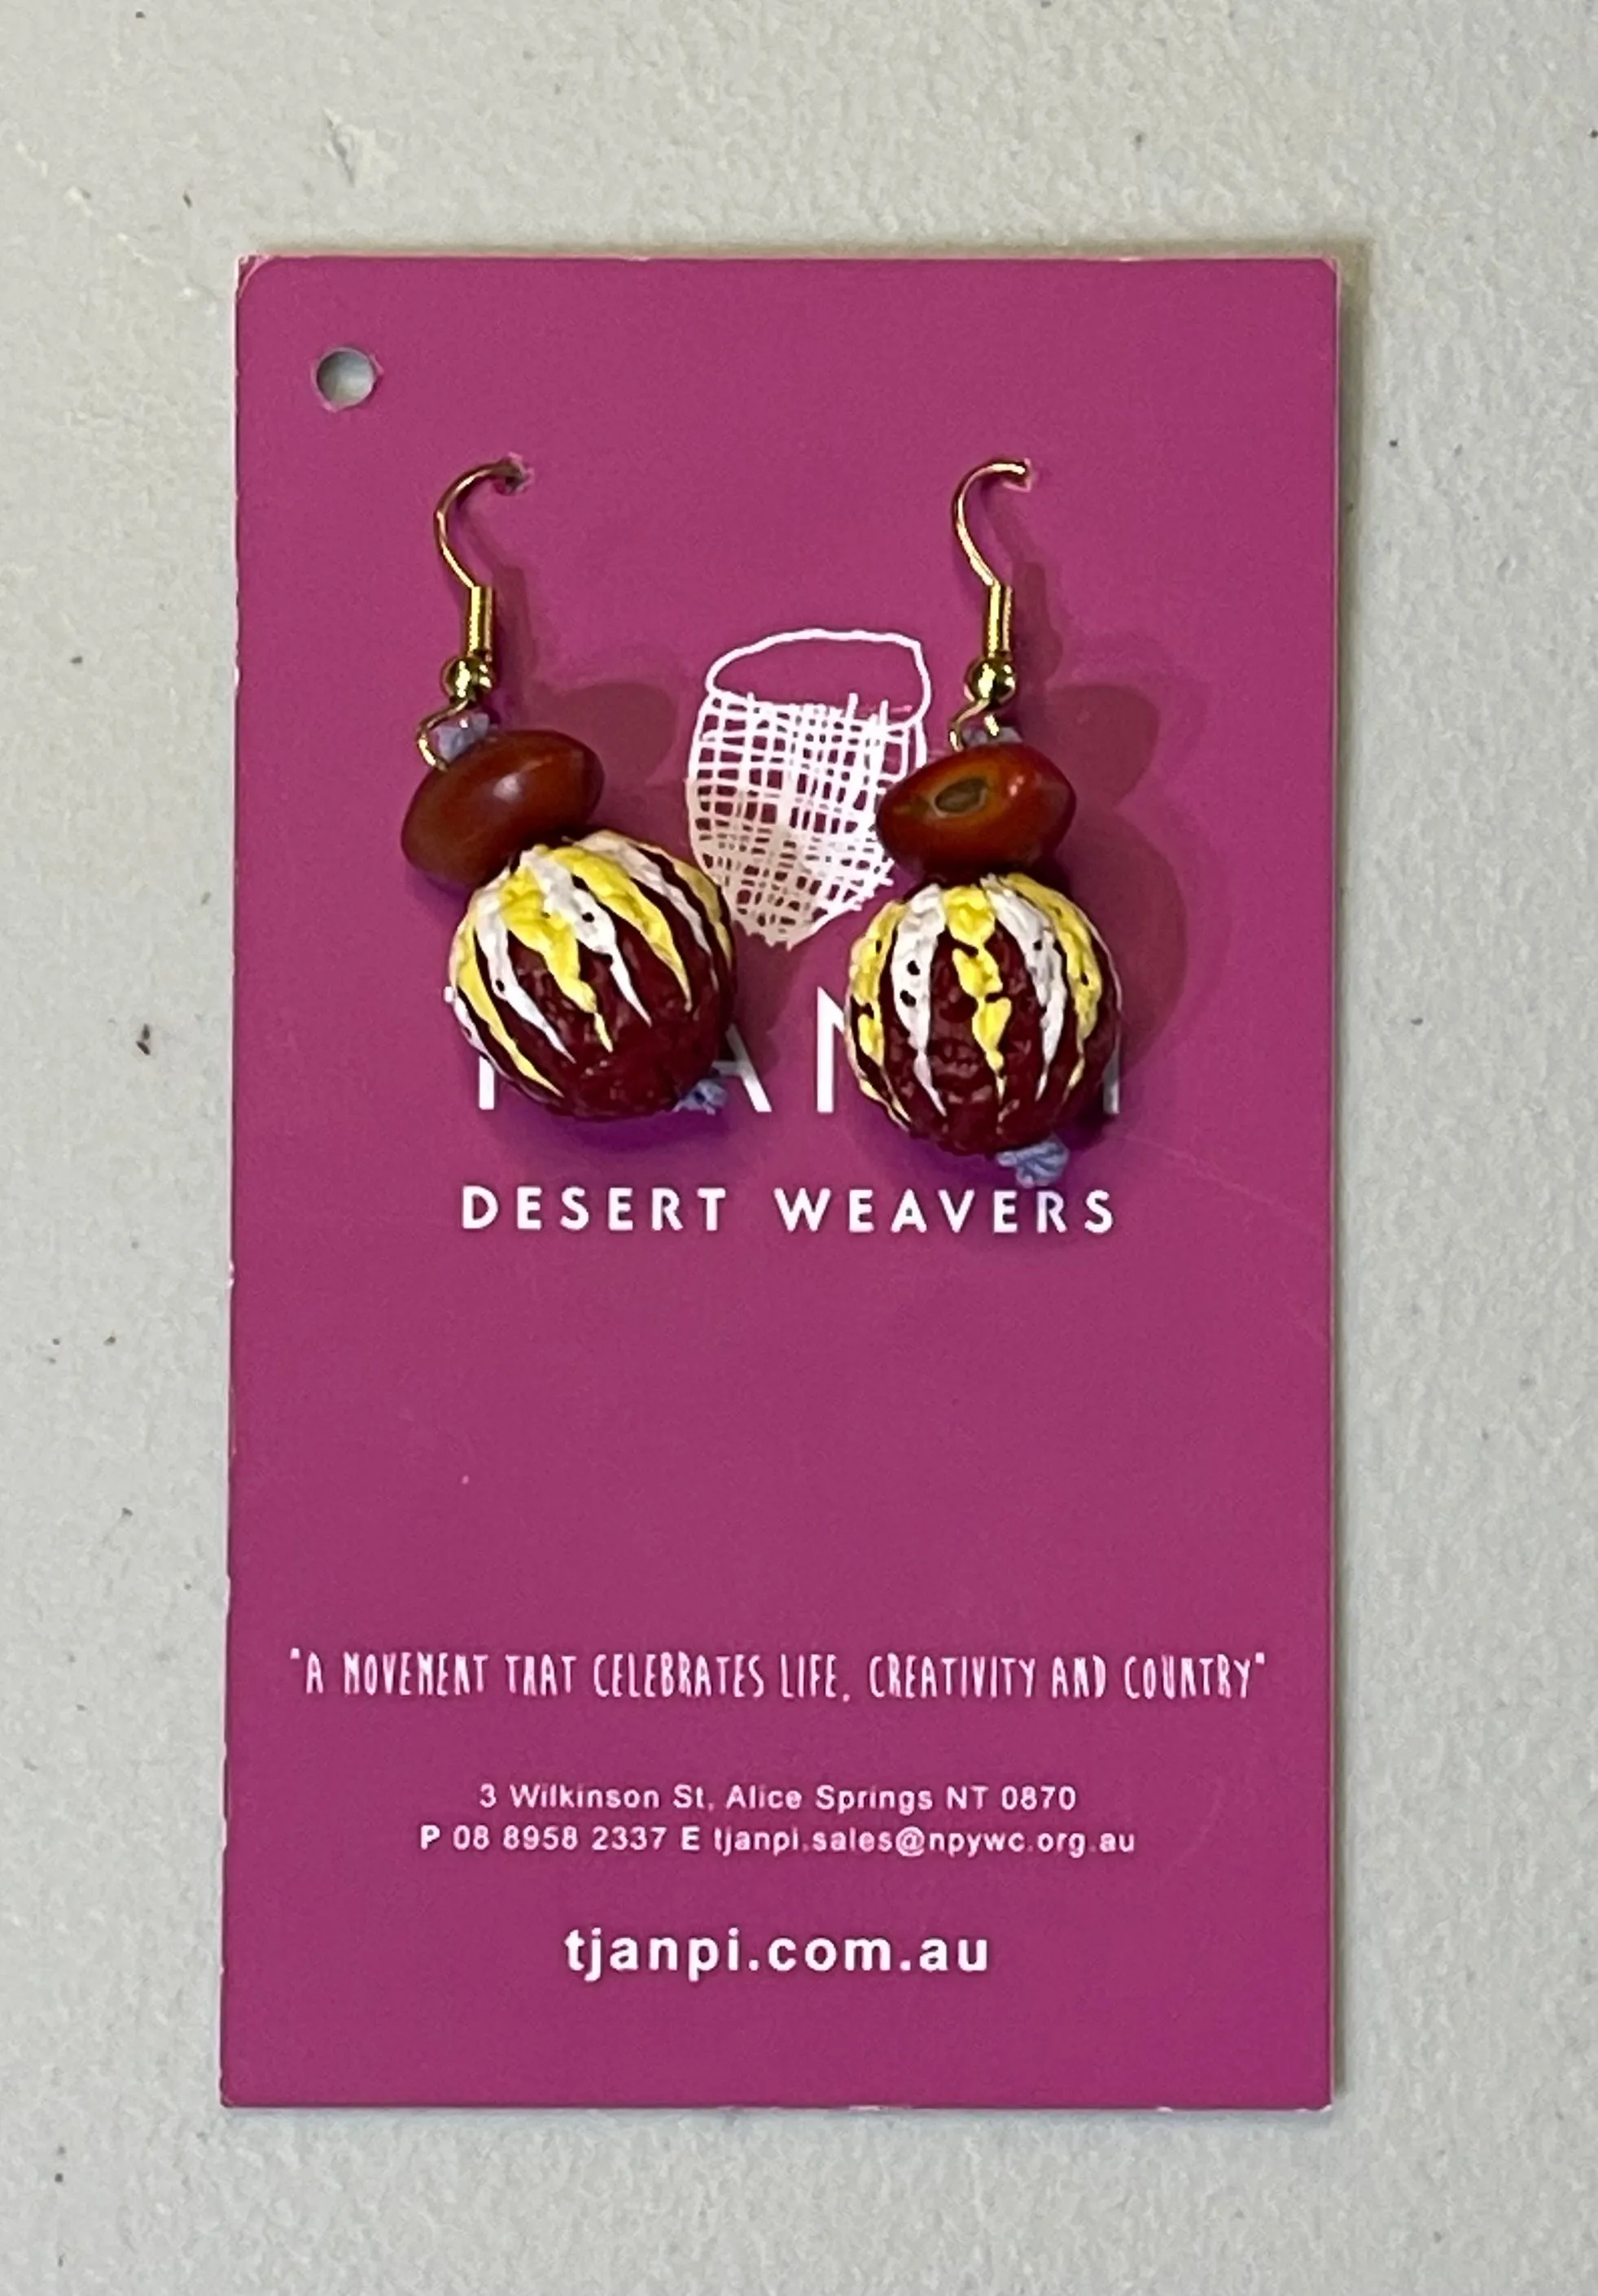 DESERT WEAVERS
"A MOVEMENT THAT CELEBRATES LIFE, CREATIVITY AND COUNTRY"
3 Wilkinson St, Alice Springs NT 0870
P 08 8958 2337 E tjanpi.sales@npywc.org.au
tjanpi.com.au